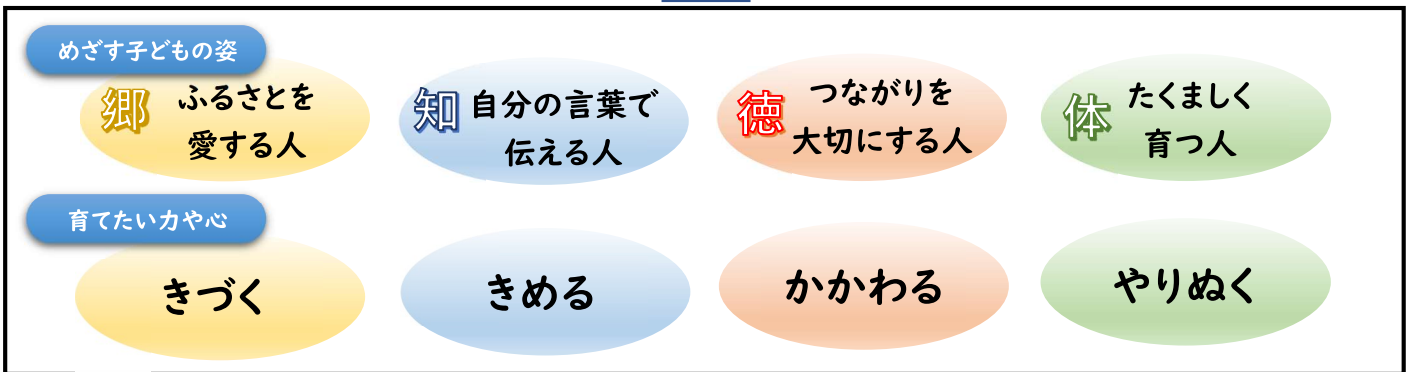 めざす子どもの姿
郷
ふるさとを
愛する人
知
自分の言葉で
伝える人
徳
つながりを
大切にする人
体
たくましく
育つ人
育てたい力や心
きづく
きめる
かかわる
やりぬく